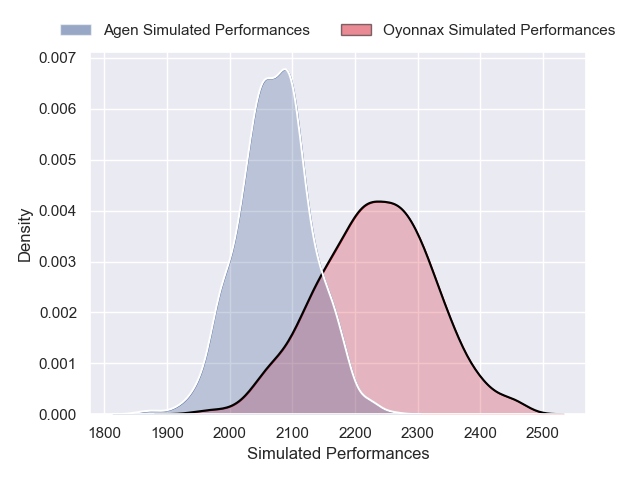 Agen Simulated Performances
Oyonnax Simulated Performances
0.007
0.006
0.005
0.004
0.003
0.002
0.001
0.000
Density
1800 1900 2000 2100 2200 2300 2400 2500
Simulated Performances